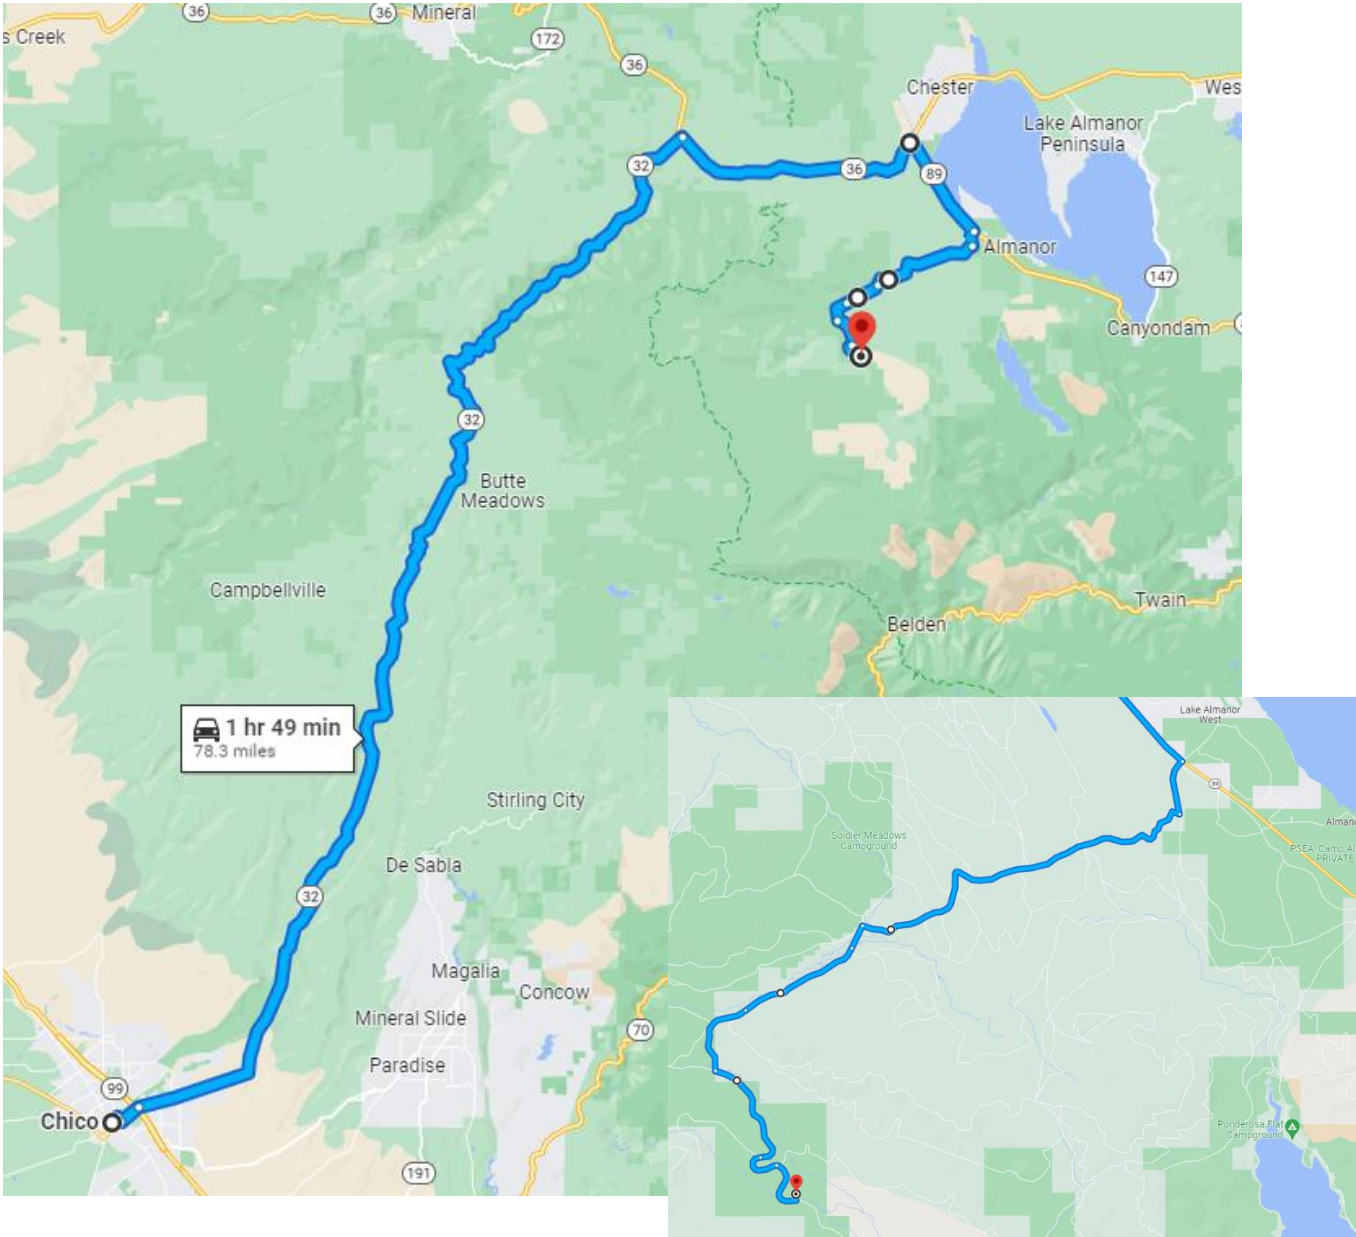 36
36
Mineral
s Creek
172
36
Chester
Wes
Lake Almanor
Peninsula
32
36
89
Almanor
147
Canyondam
32
Butte
Meadows
Campbellville
Twain
Belden
1 hr 49 min
78.3 miles
Stirling City
De Sabla
32
Magalia
Concow
Mineral Slide
70
Paradise
99
Chico
191
Lake Almanor
West
89
Soldier Meadows
Campground
Almano
PSEA Camp Al
PRIVATE
Ponderosa Flat
Campground